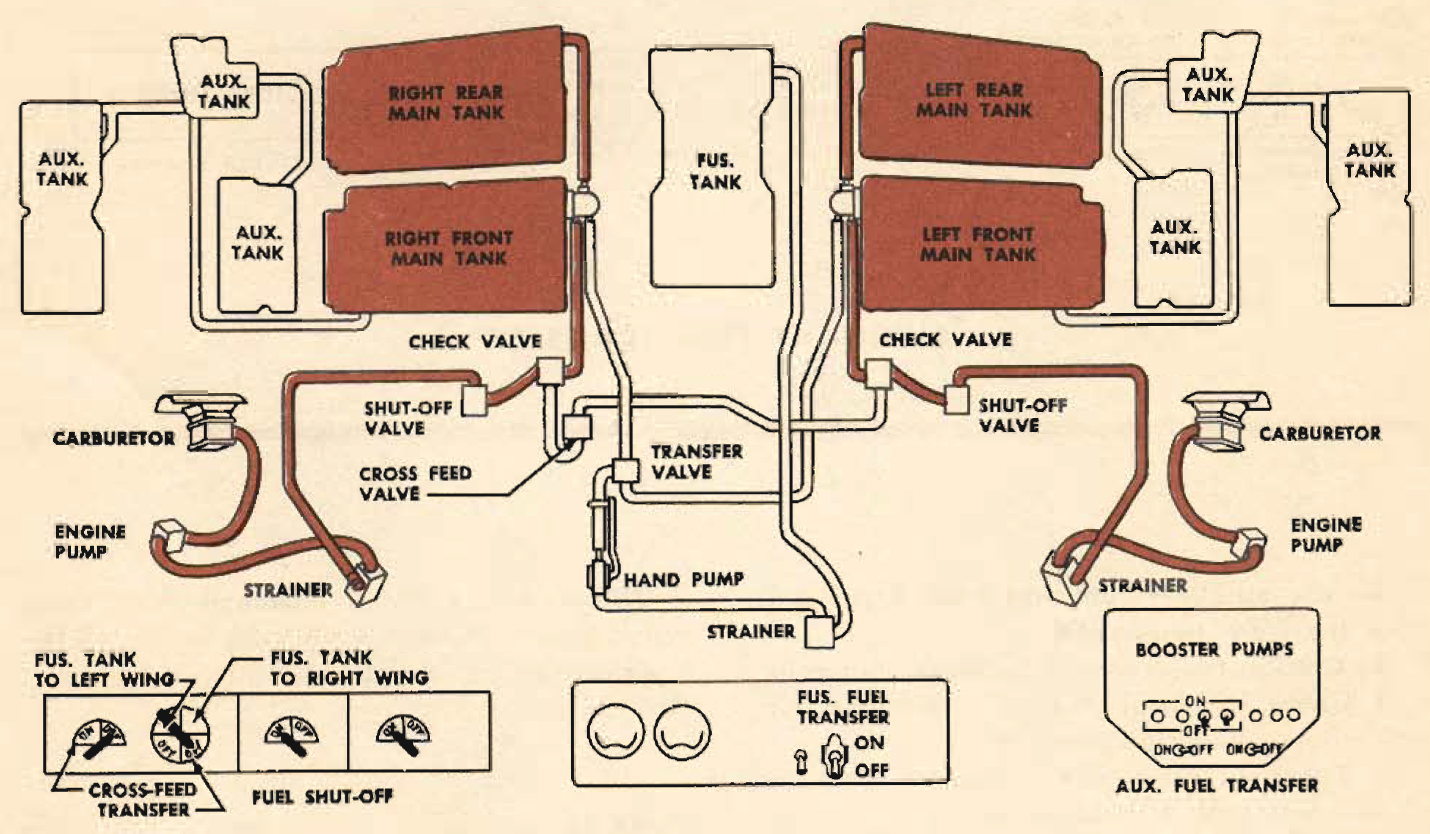 AUX.
TANK
AUX.
TANK
AUX.
TANK
RIGHT REAR
MAIN TANK
RIGHT FRONT
MAIN TANK
FUS.
TANK
LEFT REAR
MAIN TANK
LEFT FRONT
MAIN TANK
AUX.
TANK
AUX.
TANK
AUX.
TANK
CHECK VALVE
CHECK VALVE
SHUT-OFF
VALVE
SHUT-OFF
VALVE
CARBURETOR
CARBURETOR
CROSS FEED
VALVE
TRANSFER
VALVE
ENGINE
PUMP
ENGINE
PUMP
STRAINER
HAND PUMP
STRAINER
STRAINER
FUS. TANK
TO LEFT WING
FUS. TANK
TO RIGHT WING
ON OFF
OFF
ON OFF
ON OFF
CROSS-FEED
TRANSFER
FUEL SHUT-OFF
FUS. FUEL
TRANSFER
ON
OFF
BOOSTER PUMPS
ON
OFF
ON OFF ON OFF
AUX. FUEL TRANSFER